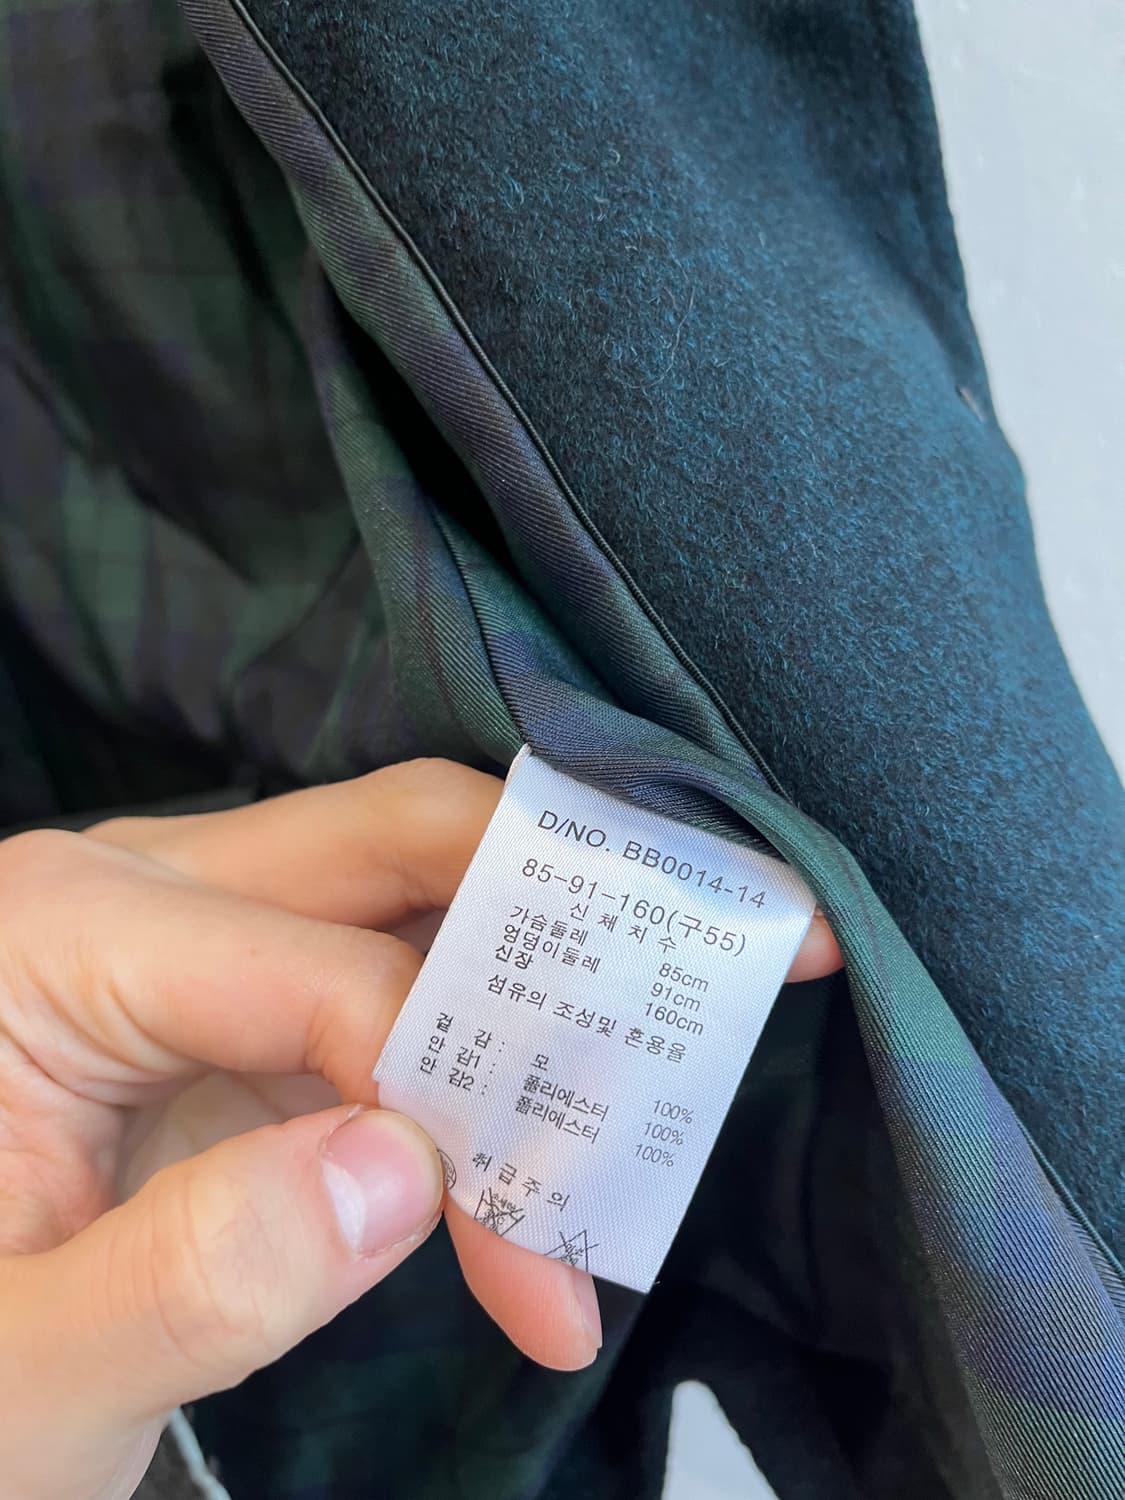 D/NO. BB0014-14
85-91-160(구55)
신 체 치 수
가슴둘레 85cm
엉덩이둘레 91cm
신장 160cm
섬유의 조성및 혼용율
겉 감 : 모 100%
안 감1 : 폴리에스터 100%
안 감2 : 폴리에스터 100%
취 급 주 의